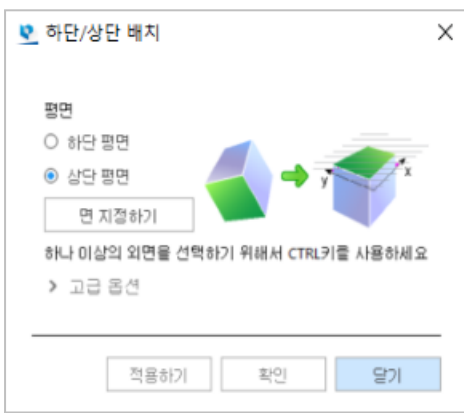 하단/상단 배치
평면
하단 평면
상단 평면
면 지정하기
y
x
하나 이상의 외면을 선택하기 위해서 CTRL키를 사용하세요
고급 옵션
적용하기
확인
닫기